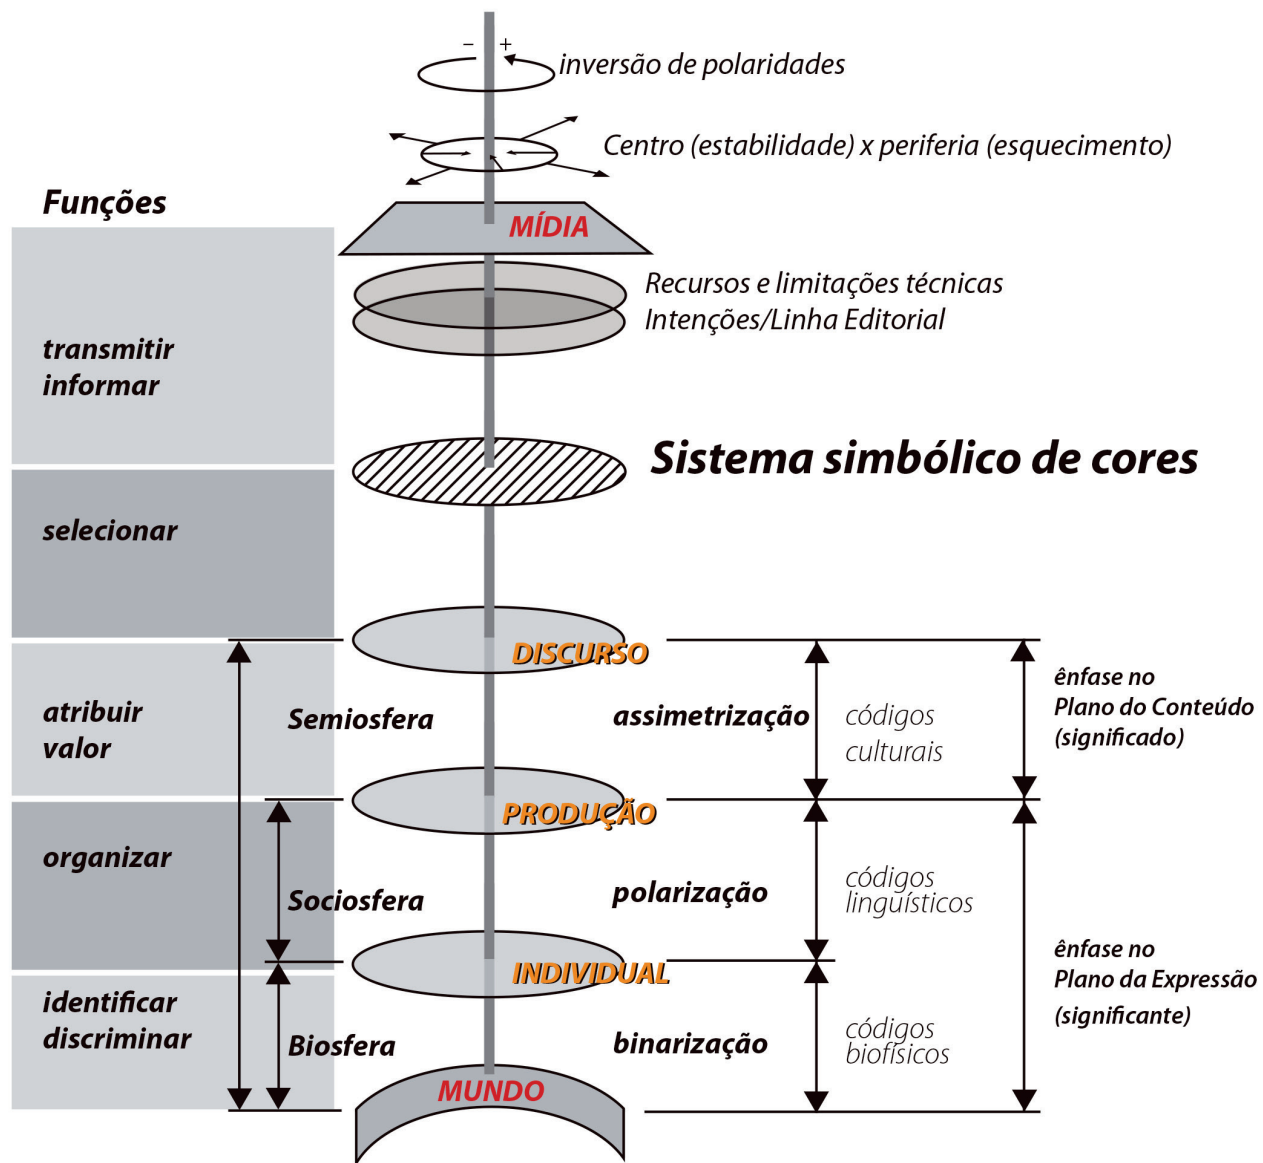 − +
inversão de polaridades
Centro (estabilidade) x periferia (esquecimento)
Funções
MÍDIA
Recursos e limitações técnicas
Intenções/Linha Editorial
transmitir
informar
Sistema simbólico de cores
selecionar
DISCURSO
atribuir
valor
Semiosfera
assimetrização
códigos
culturais
ênfase no
Plano do Conteúdo
(significado)
PRODUÇÃO
organizar
Sociosfera
polarização
códigos
linguísticos
INDIVIDUAL
identificar
discriminar
Biosfera
binarização
códigos
biofísicos
ênfase no
Plano da Expressão
(significante)
MUNDO